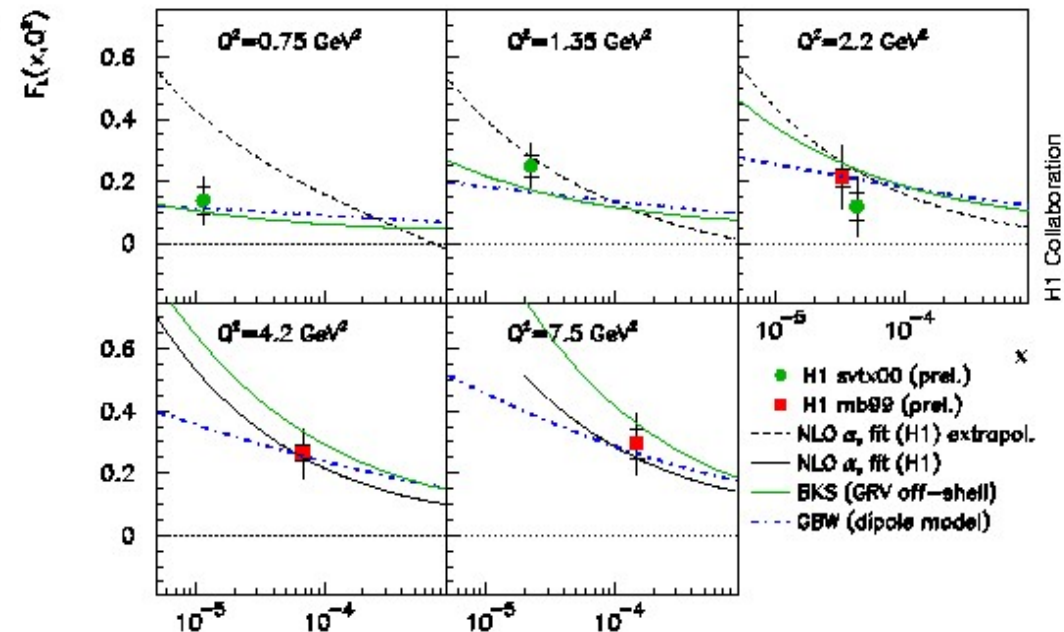 F_L(x,Q²)
Q²=0.75 GeV²
Q²=1.35 GeV²
Q²=2.2 GeV²
0.6
0.4
0.2
0
10⁻⁵
10⁻⁴
x
H1 Collaboration
Q²=4.2 GeV²
Q²=7.5 GeV²
0.6
0.4
0.2
0
10⁻⁵
10⁻⁴
10⁻⁵
10⁻⁴
H1 svtx00 (prel.)
H1 mb99 (prel.)
NLO αₛ fit (H1) extrapol.
NLO αₛ fit (H1)
BKS (GRV off-shell)
GBW (dipole model)